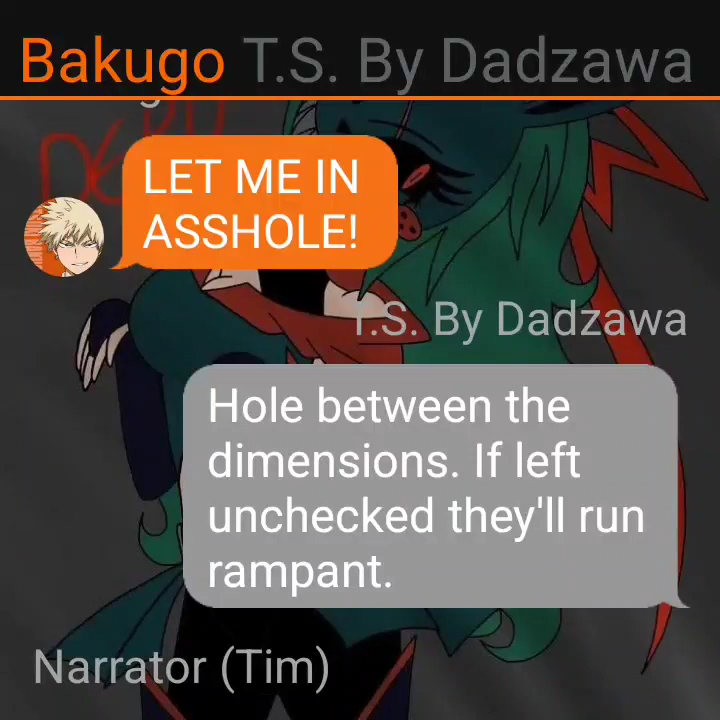 Bakugo T.S. By Dadzawa
LET ME IN
ASSHOLE!
T.S. By Dadzawa
Hole between the
dimensions. If left
unchecked they'll run
rampant.
Narrator (Tim)